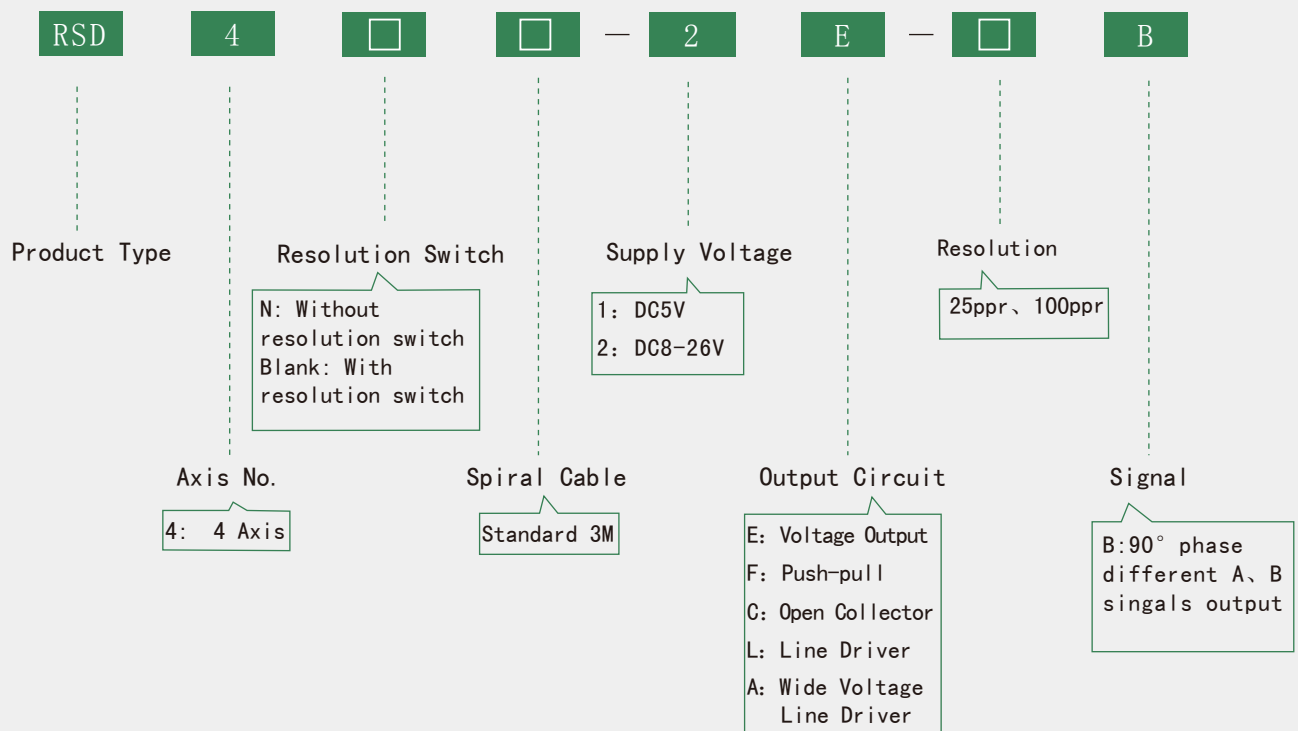 RSD 4 □ □ — 2 E — □ B
Product Type
Resolution Switch
N: Without
resolution switch
Blank: With
resolution switch
Supply Voltage
1: DC5V
2: DC8-26V
Resolution
25ppr、100ppr
Axis No.
4: 4 Axis
Spiral Cable
Standard 3M
Output Circuit
E: Voltage Output
F: Push-pull
C: Open Collector
L: Line Driver
A: Wide Voltage
Line Driver
Signal
B:90° phase
different A、B
singals output